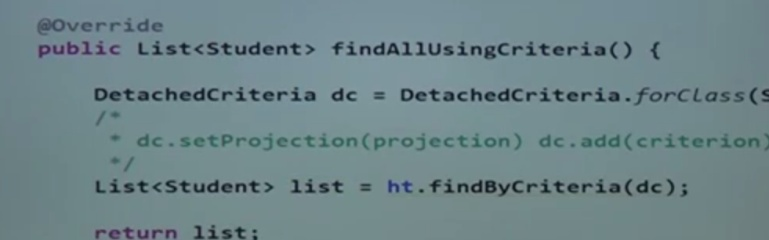 @Override
public List<Student> findAllUsingCriteria() {
DetachedCriteria dc = DetachedCriteria.forClass(S
/*
* dc.setProjection(projection) dc.add(criterion)
*/
List<Student> list = ht.findByCriteria(dc);
return list;